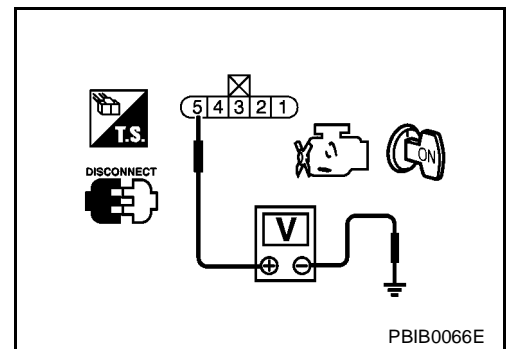 5 4 3 2 1
T.S.
DISCONNECT
ON
V
+ −
PBIB0066E